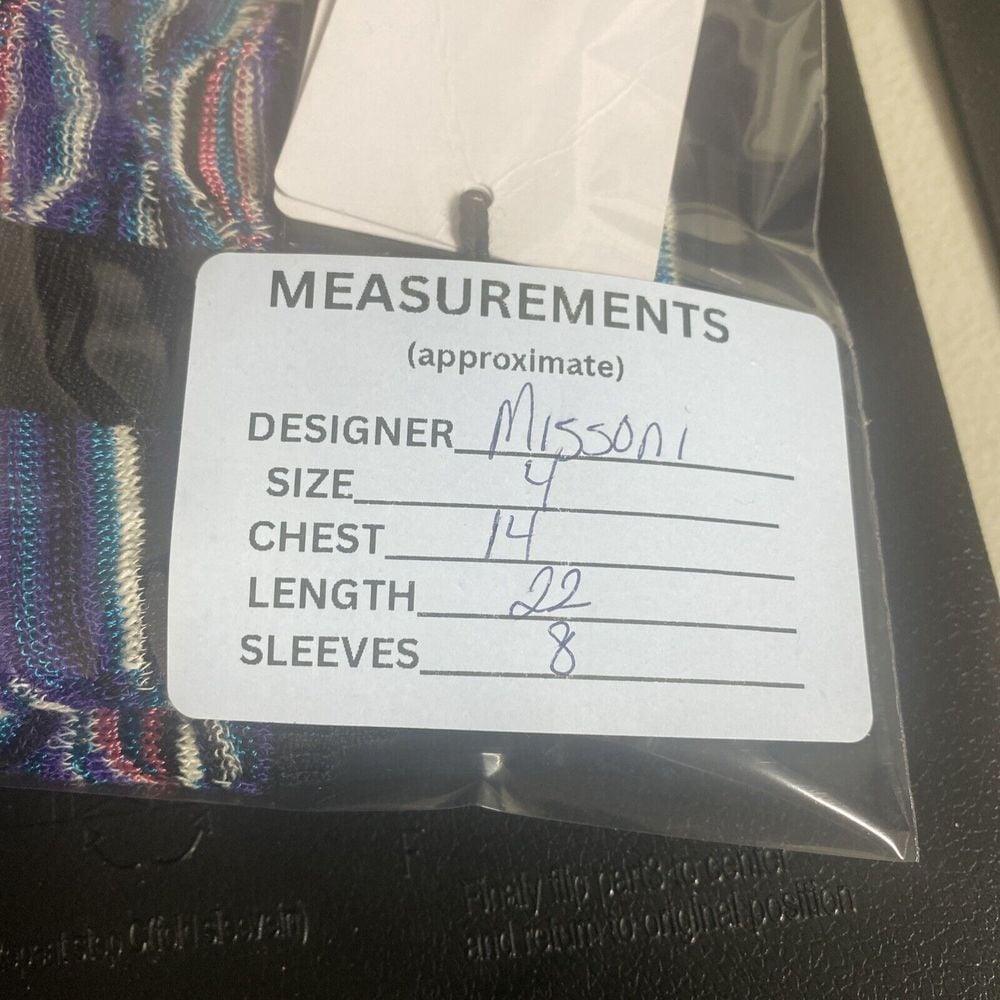 MEASUREMENTS
(approximate)
DESIGNER Missoni
SIZE 4
CHEST 14
LENGTH 22
SLEEVES 8
Finally flip parts to center
and return to original position